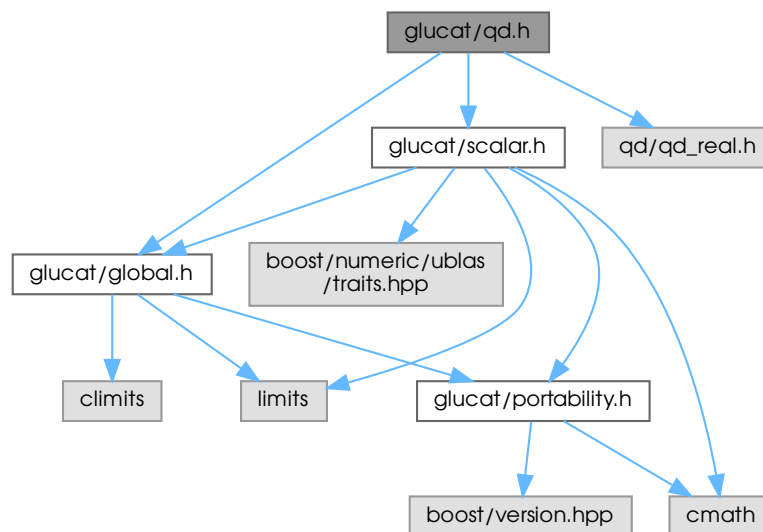 glucat/qd.h
glucat/scalar.h
qd/qd_real.h
glucat/global.h
boost/numeric/ublas
/traits.hpp
climits
limits
glucat/portability.h
boost/version.hpp
cmath